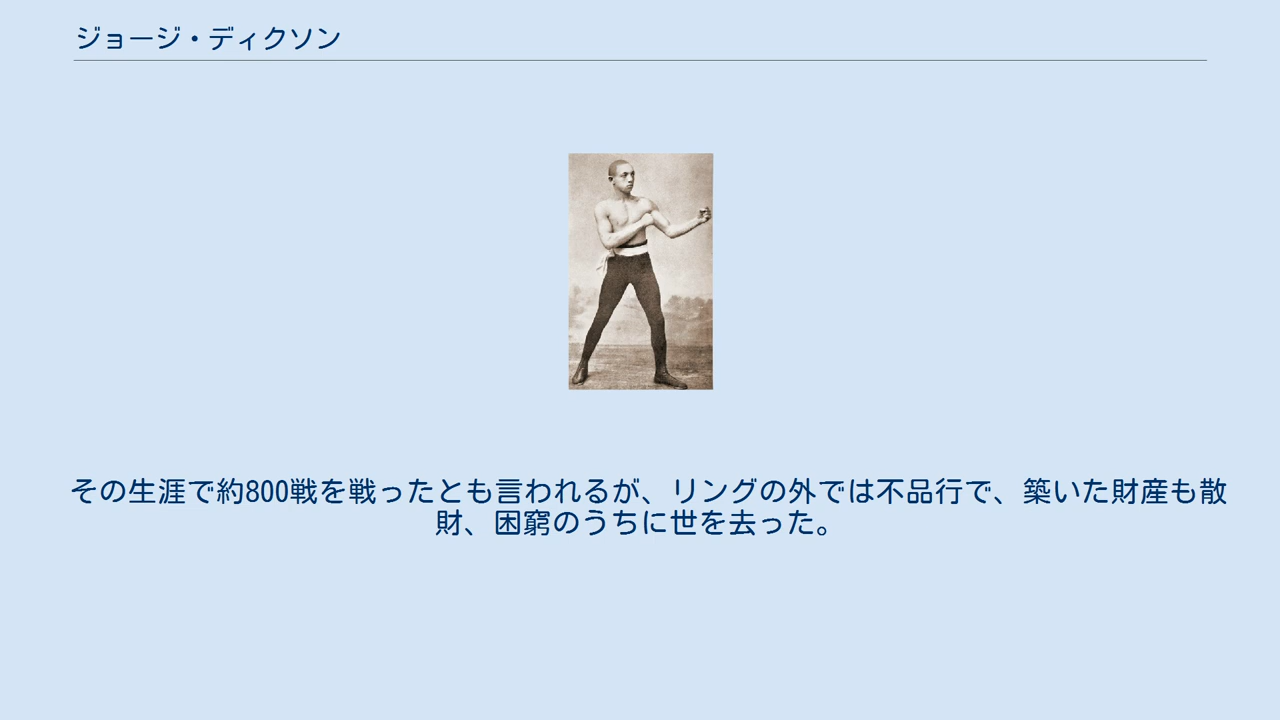 ジョージ・ディクソン
その生涯で約800戦を戦ったとも言われるが、リングの外では不品行で、築いた財産も散
財、困窮のうちに世を去った。